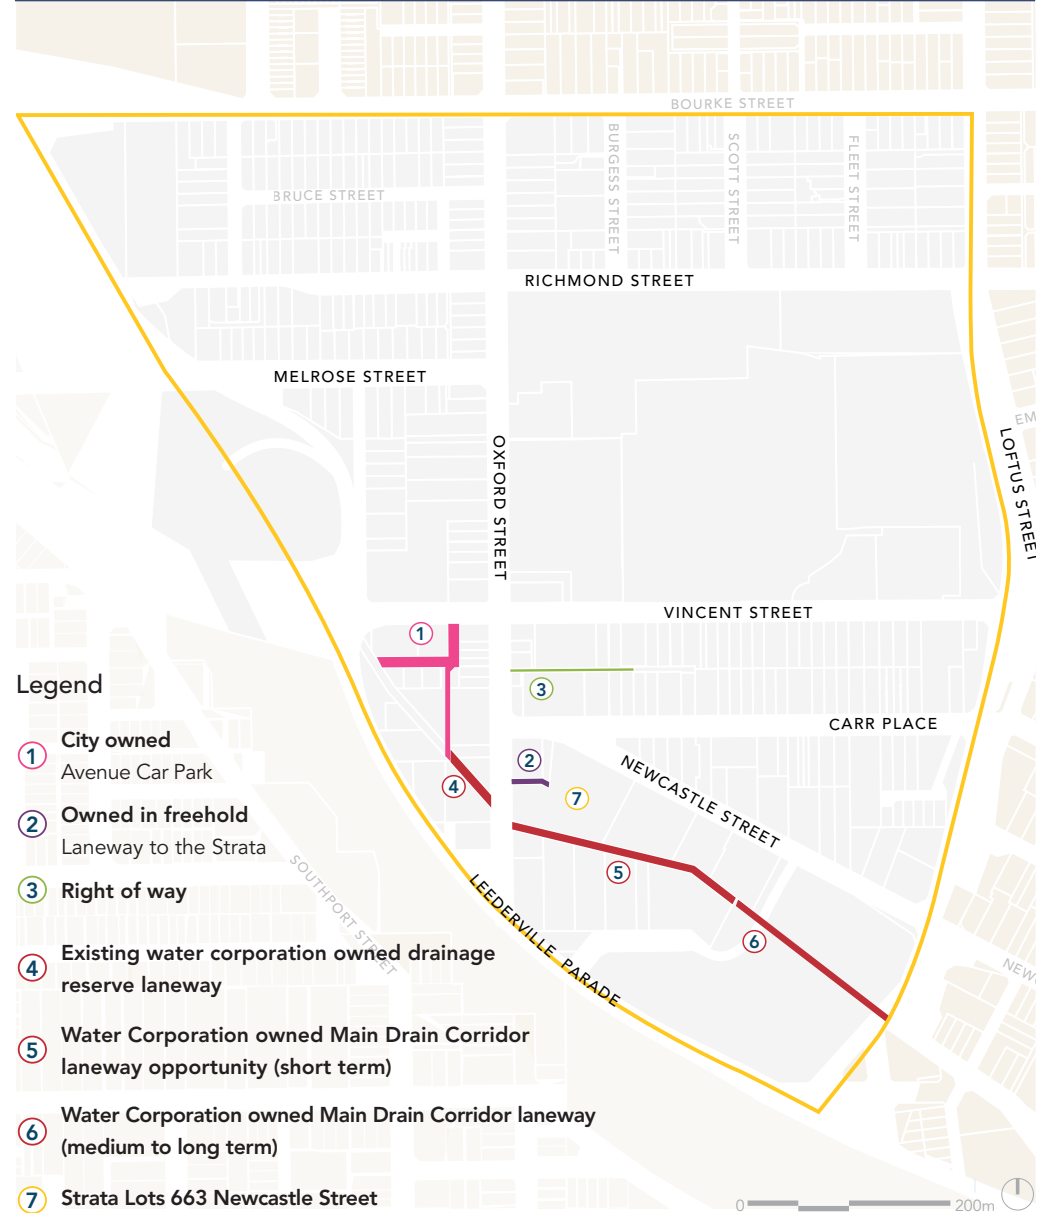 BOURKE STREET
BURGESS STREET
SCOTT STREET
FLEET STREET
BRUCE STREET
RICHMOND STREET
MELROSE STREET
EM
OXFORD STREET
LOFTUS STREET
VINCENT STREET
1
3
CARR PLACE
2
NEWCASTLE STREET
4
7
5
6
LEEDERVILLE PARADE
SOUTHPORT STREET
NEW
Legend
1 City owned
Avenue Car Park
2 Owned in freehold
Laneway to the Strata
3 Right of way
4 Existing water corporation owned drainage
reserve laneway
5 Water Corporation owned Main Drain Corridor
laneway opportunity (short term)
6 Water Corporation owned Main Drain Corridor laneway
(medium to long term)
7 Strata Lots 663 Newcastle Street
0 200m